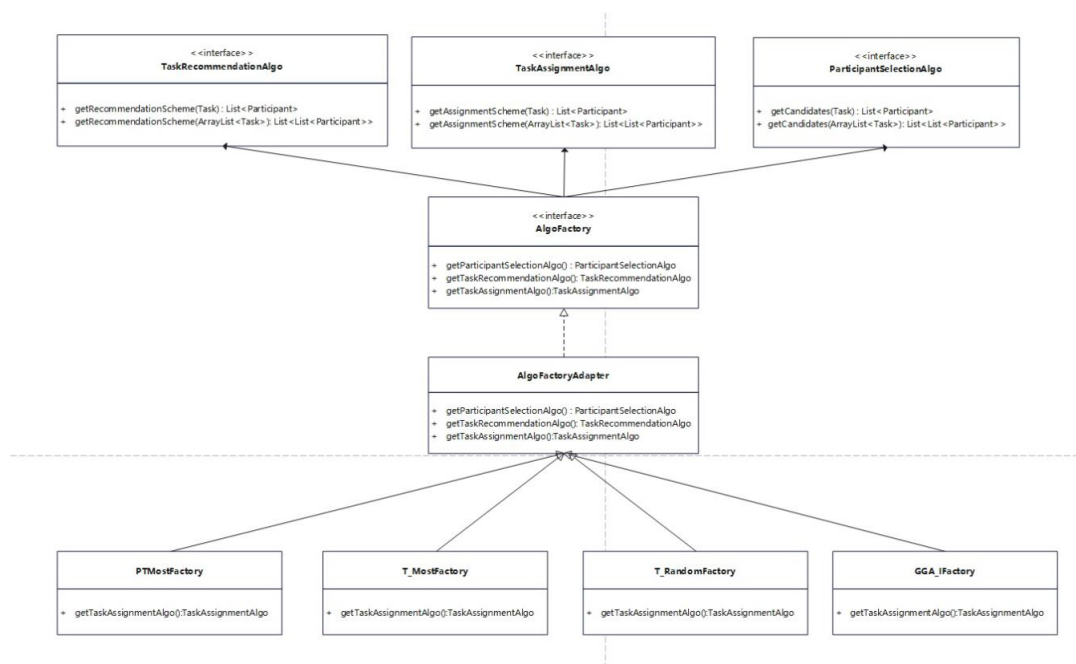 <<interface>>
TaskRecommendationAlgo
+ getRecommendationScheme(Task) : List<Participant>
+ getRecommendationScheme(ArrayList<Task>): List<List<Participant>>
<<interface>>
TaskAssignmentAlgo
+ getAssignmentScheme(Task) : List<Participant>
+ getAssignmentScheme(ArrayList<Task>): List<List<Participant>>
<<interface>>
ParticipantSelectionAlgo
+ getCandidates(Task) : List<Participant>
+ getCandidates(ArrayList<Task>): List<List<Participant>>
<<interface>>
AlgoFactory
+ getParticipantSelectionAlgo() : ParticipantSelectionAlgo
+ getTaskRecommendationAlgo(): TaskRecommendationAlgo
+ getTaskAssignmentAlgo():TaskAssignmentAlgo
AlgoFactoryAdapter
+ getParticipantSelectionAlgo() : ParticipantSelectionAlgo
+ getTaskRecommendationAlgo(): TaskRecommendationAlgo
+ getTaskAssignmentAlgo():TaskAssignmentAlgo
PTMostFactory
+ getTaskAssignmentAlgo():TaskAssignmentAlgo
T_MostFactory
+ getTaskAssignmentAlgo():TaskAssignmentAlgo
T_RandomFactory
+ getTaskAssignmentAlgo():TaskAssignmentAlgo
GGA_IFactory
+ getTaskAssignmentAlgo():TaskAssignmentAlgo